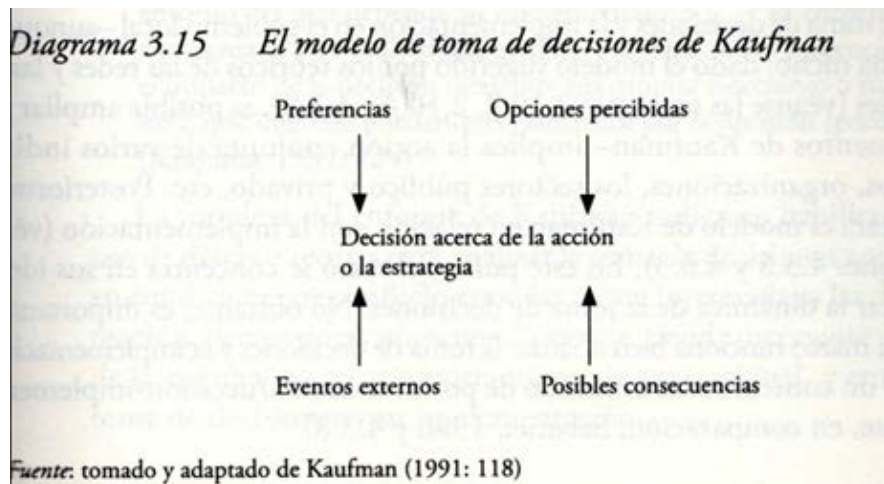 Diagrama 3.15 El modelo de toma de decisiones de Kaufman
Preferencias Opciones percibidas
Decisión acerca de la acción
o la estrategia
Eventos externos Posibles consecuencias
Fuente: tomado y adaptado de Kaufman (1991: 118)